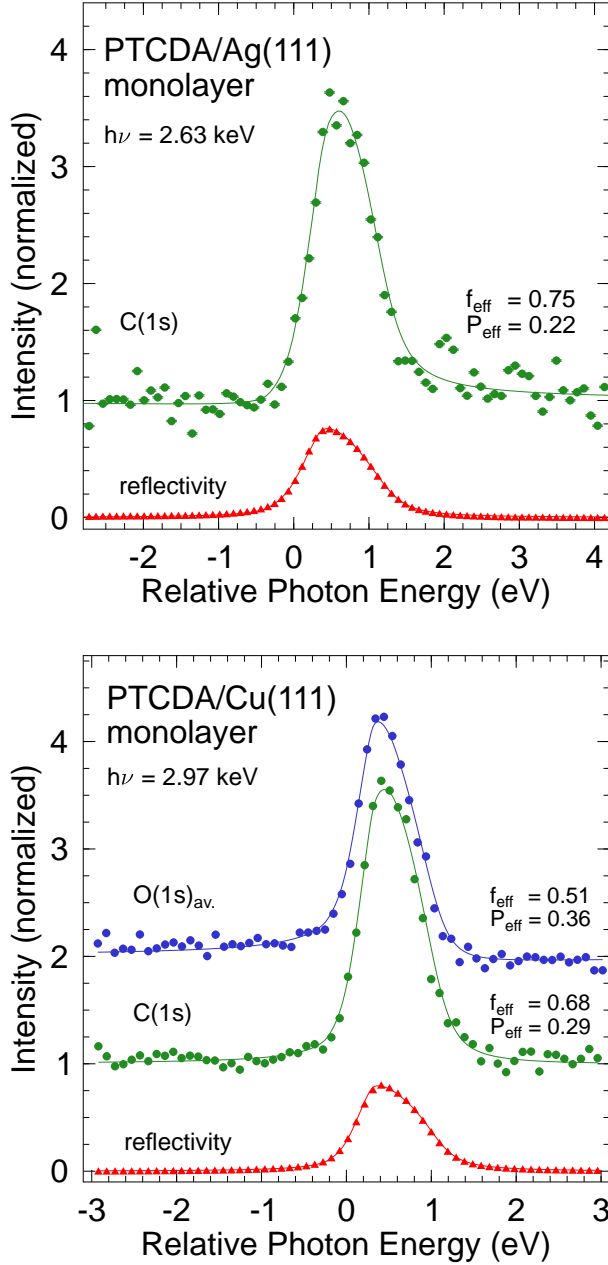 PTCDA/Ag(111)
monolayer
hν = 2.63 keV
C(1s)
f_eff = 0.75
P_eff = 0.22
reflectivity
4
3
2
1
0
Intensity (normalized)
-2 -1 0 1 2 3 4
Relative Photon Energy (eV)
PTCDA/Cu(111)
monolayer
hν = 2.97 keV
O(1s)av.
f_eff = 0.51
P_eff = 0.36
C(1s)
f_eff = 0.68
P_eff = 0.29
reflectivity
4
3
2
1
0
Intensity (normalized)
-3 -2 -1 0 1 2 3
Relative Photon Energy (eV)